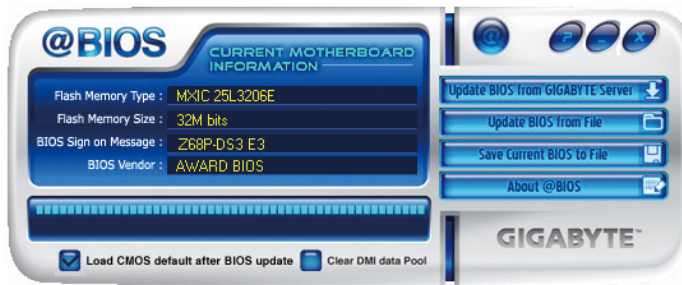 @BIOS
CURRENT MOTHERBOARD
INFORMATION
Flash Memory Type : MXIC 25L3206E
Flash Memory Size : 32M bits
BIOS Sign on Message : Z68P-DS3 E3
BIOS Vendor : AWARD BIOS
Load CMOS default after BIOS update
Clear DMI data Pool
@ ? – X
Update BIOS from GIGABYTE Server
Update BIOS from File
Save Current BIOS to File
About @BIOS
GIGABYTE™